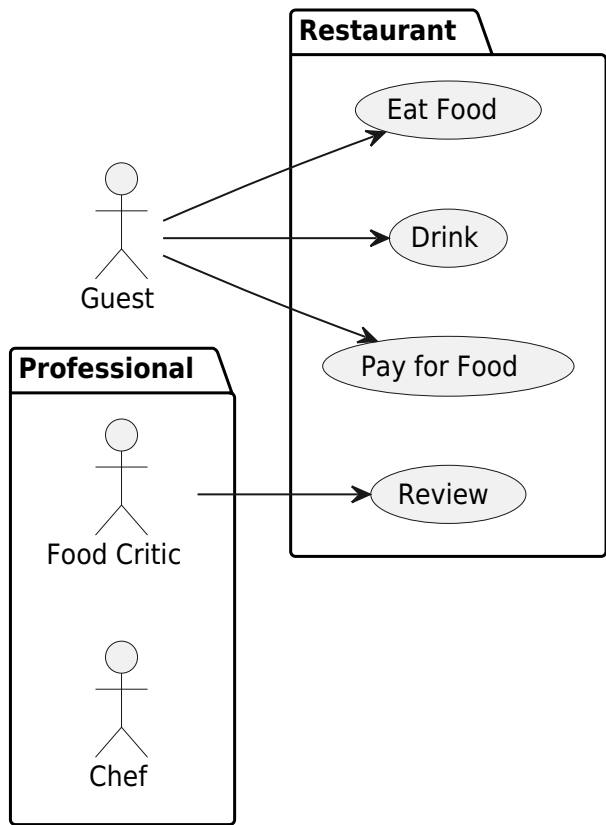 Restaurant
Eat Food
Drink
Guest
Pay for Food
Professional
Review
Food Critic
Chef